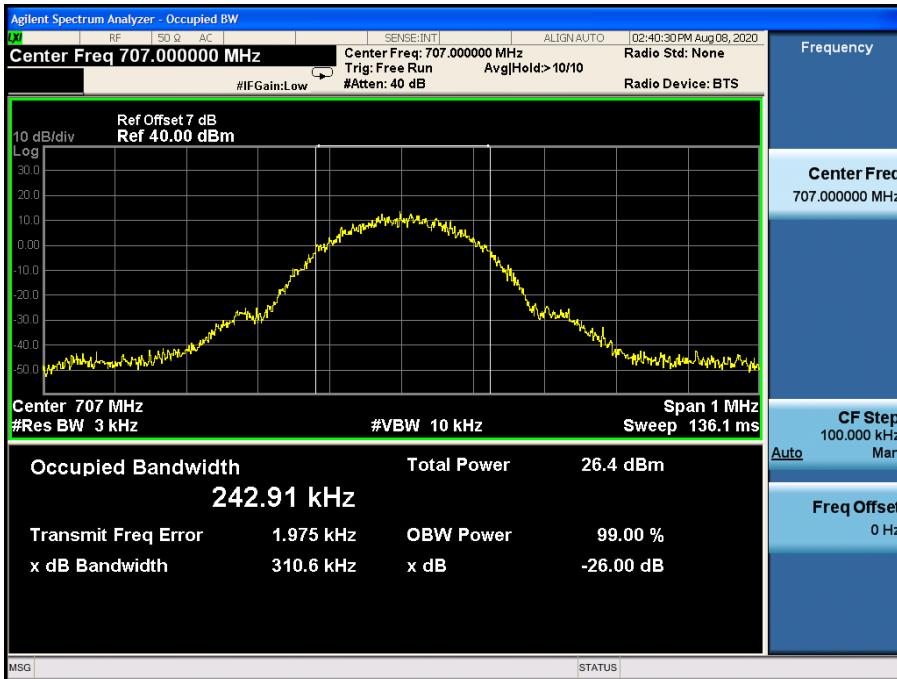 Agilent Spectrum Analyzer - Occupied BW
LXI RF 50 Ω AC SENSE:INT ALIGN AUTO 02:40:30 PM Aug 08, 2020
Center Freq 707.000000 MHz
Center Freq: 707.000000 MHz
Radio Std: None
Trig: Free Run Avg|Hold:> 10/10
#IFGain:Low
#Atten: 40 dB
Radio Device: BTS
Frequency
Ref Offset 7 dB
10 dB/div Ref 40.00 dBm
Log
30.0
20.0
10.0
0.00
-10.0
-20.0
-30.0
-40.0
-50.0
Center 707 MHz Span 1 MHz
#Res BW 3 kHz #VBW 10 kHz Sweep 136.1 ms
Occupied Bandwidth Total Power 26.4 dBm
242.91 kHz
Transmit Freq Error 1.975 kHz OBW Power 99.00 %
x dB Bandwidth 310.6 kHz x dB -26.00 dB
Center Freq
707.000000 MHz
CF Step
100.000 kHz
Auto Man
Freq Offset
0 Hz
MSG STATUS